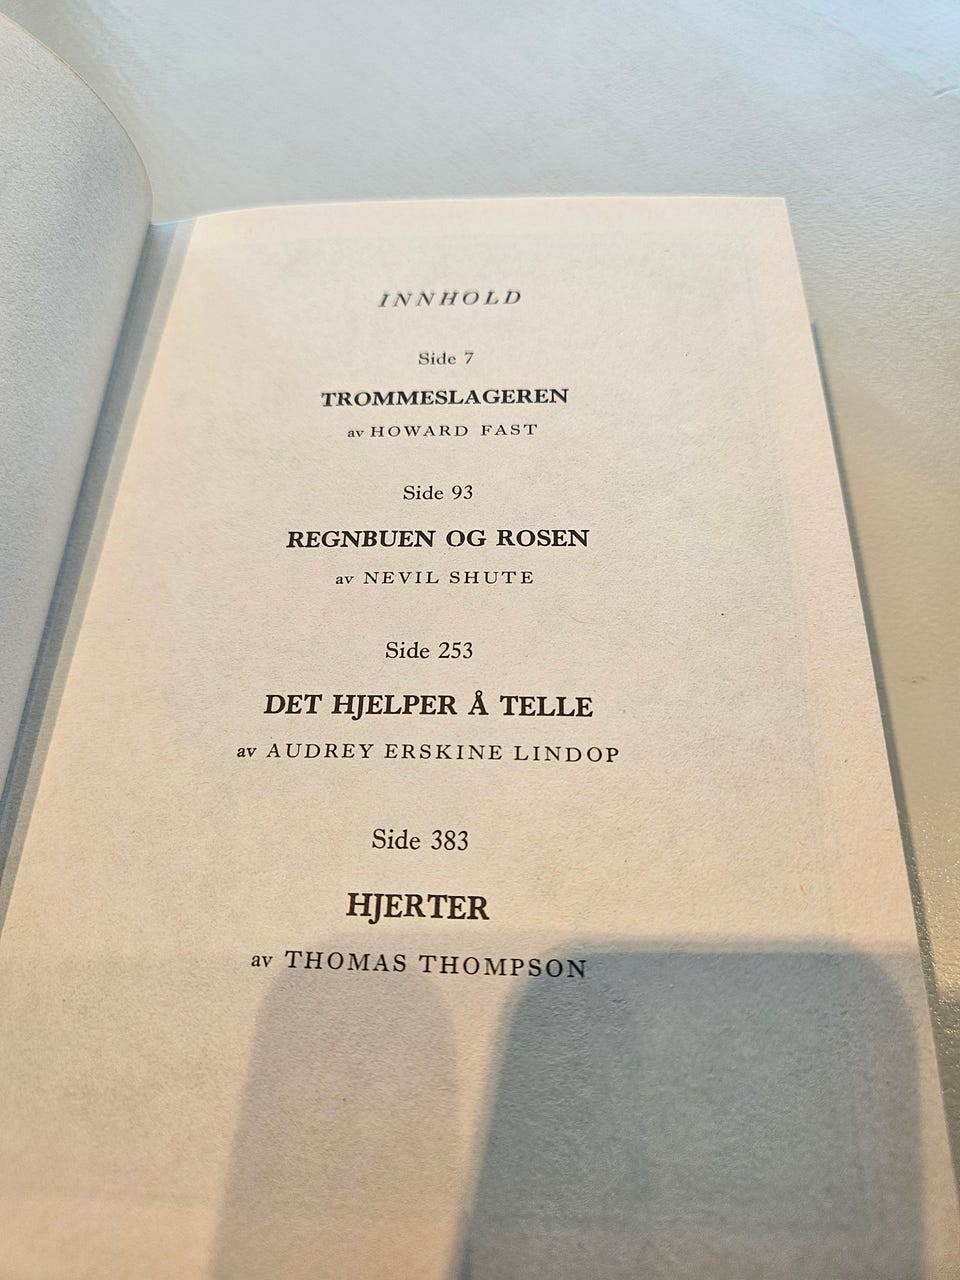 INNHOLD
Side 7
TROMMESLAGEREN
av HOWARD FAST
Side 93
REGNBUEN OG ROSEN
av NEVIL SHUTE
Side 253
DET HJELPER Å TELLE
av AUDREY ERSKINE LINDOP
Side 383
HJERTER
av THOMAS THOMPSON